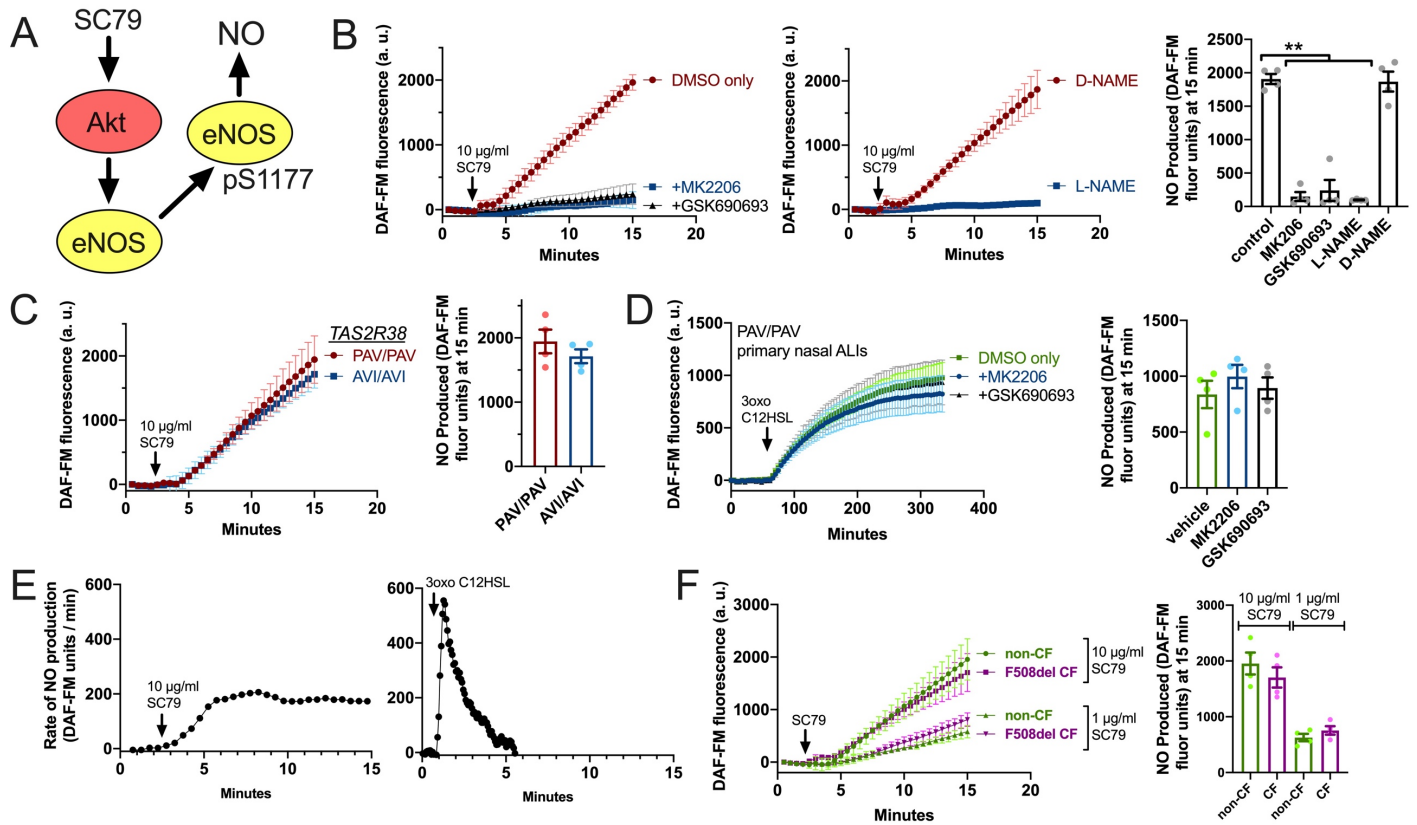 A
SC79
NO
Akt
eNOS
pS1177
eNOS
B
DAF-FM fluorescence (a. u.)
2000
1000
0
10 µg/ml
SC79
DMSO only
+MK2206
+GSK690693
0
5
10
15
20
Minutes
DAF-FM fluorescence (a. u.)
2000
1000
0
10 µg/ml
SC79
D-NAME
L-NAME
0
5
10
15
20
Minutes
NO Produced (DAF-FM
fluor units) at 15 min
2500
2000
1500
1000
500
0
**
control
MK206
GSK690693
L-NAME
D-NAME
C
DAF-FM fluorescence (a. u.)
2000
1000
0
10 µg/ml
SC79
TAS2R38
PAV/PAV
AVI/AVI
0
5
10
15
20
Minutes
NO Produced (DAF-FM
fluor units) at 15 min
2000
1000
0
PAV/PAV
AVI/AVI
D
DAF-FM fluorescence (a. u.)
1500
1000
500
0
PAV/PAV
primary nasal ALIs
3oxo
C12HSL
DMSO only
+MK2206
+GSK690693
0
100
200
300
400
Minutes
NO Produced (DAF-FM
fluor units) at 15 min
1500
1000
500
0
vehicle
MK2206
GSK690693
E
Rate of NO production
(DAF-FM units / min)
600
400
200
0
10 µg/ml
SC79
0
5
10
15
Minutes
600
400
200
0
3oxo C12HSL
0
5
10
15
Minutes
F
DAF-FM fluorescence (a. u.)
3000
2000
1000
0
SC79
non-CF
F508del CF
10 µg/ml
SC79
non-CF
F508del CF
1 µg/ml
SC79
0
5
10
15
20
Minutes
NO Produced (DAF-FM
fluor units) at 15 min
3000
2000
1000
0
10 µg/ml
SC79
1 µg/ml
SC79
non-CF
CF
non-CF
CF